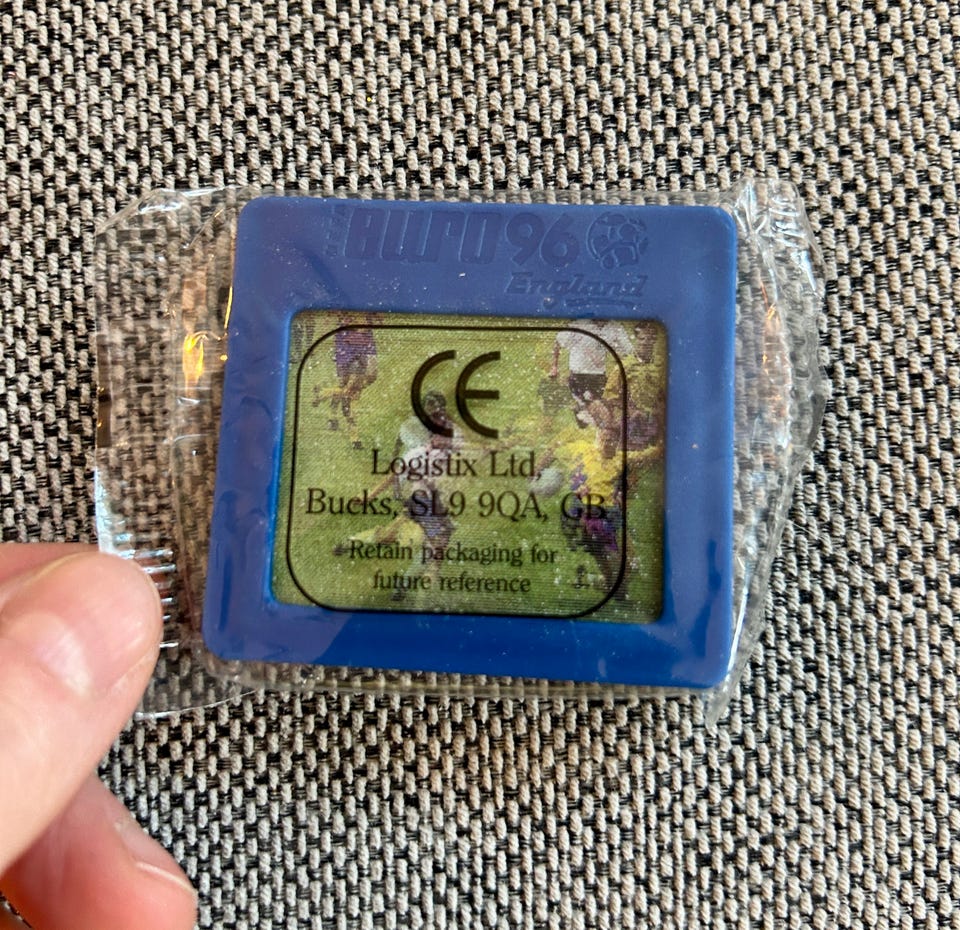 EURO 96
England
CE
Logistix Ltd,
Bucks, SL9 9QA, GB
Retain packaging for
future reference